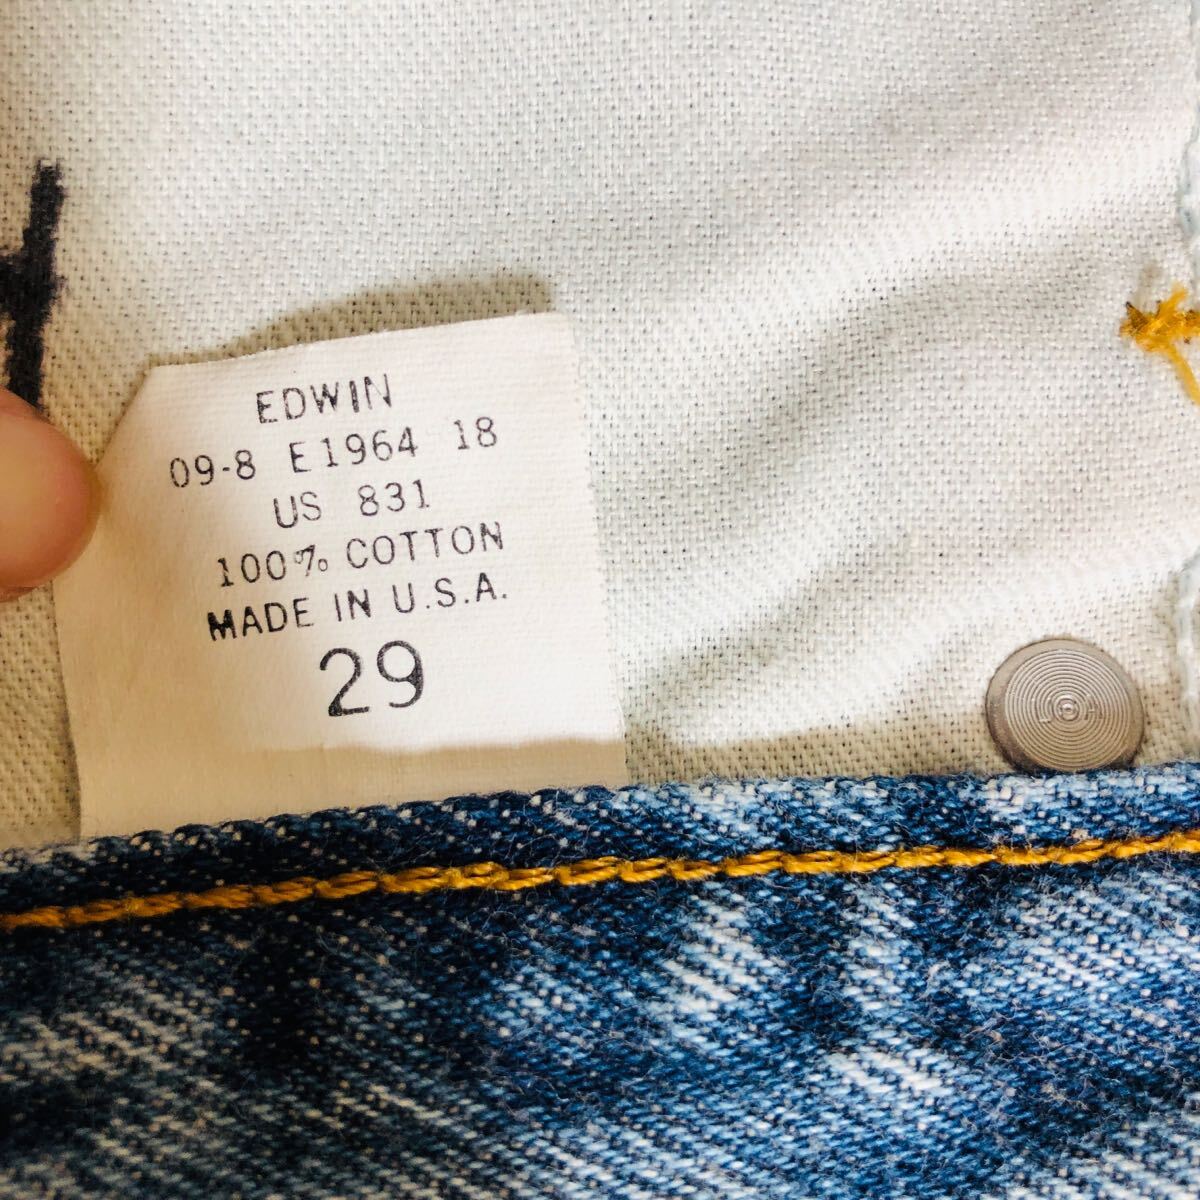 EDWIN
09-8 E1964 18
US 831
100% COTTON
MADE IN U.S.A.
29